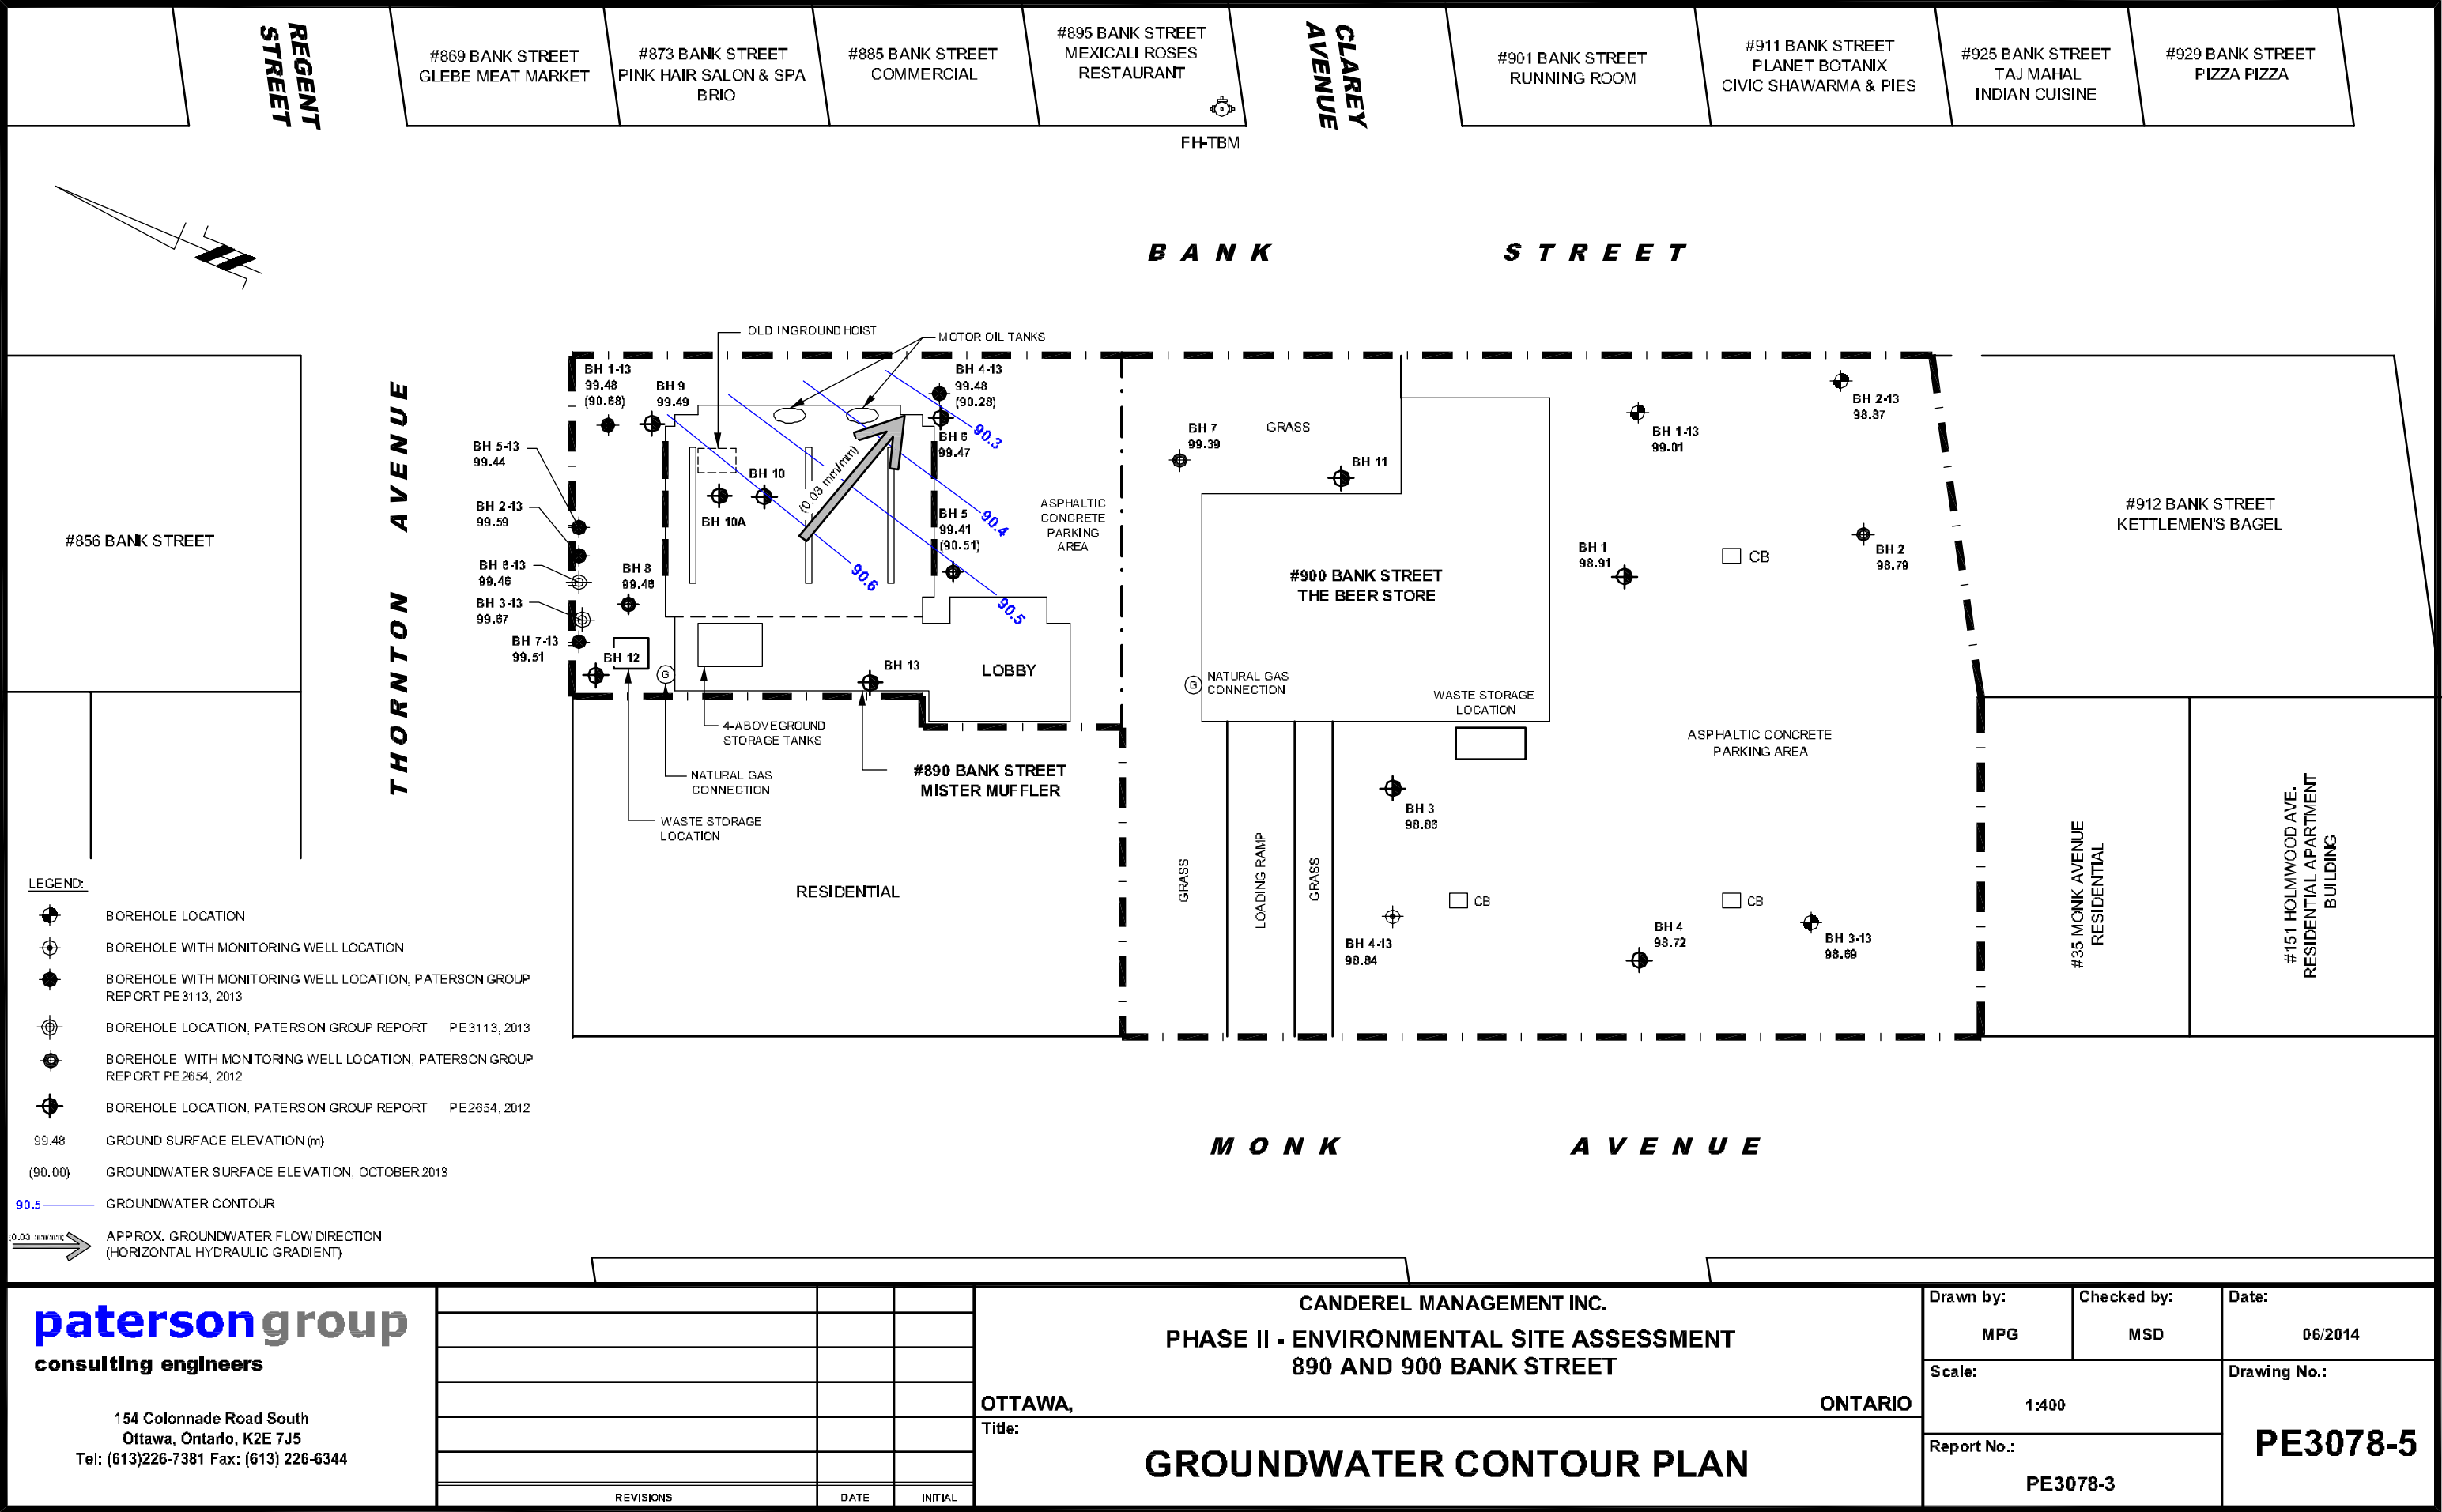 REGENT
STREET
#869 BANK STREET
GLEBE MEAT MARKET
#873 BANK STREET
PINK HAIR SALON & SPA
BRIO
#885 BANK STREET
COMMERCIAL
#895 BANK STREET
MEXICALI ROSES
RESTAURANT
FH-TBM
CLAREY
AVENUE
#901 BANK STREET
RUNNING ROOM
#911 BANK STREET
PLANET BOTANIX
CIVIC SHAWARMA & PIES
#925 BANK STREET
TAJ MAHAL
INDIAN CUISINE
#929 BANK STREET
PIZZA PIZZA
BANK STREET
THORNTON AVENUE
#856 BANK STREET
OLD INGROUND HOIST
MOTOR OIL TANKS
BH 1-13
99.48
(90.68)
BH 9
99.49
BH 4-13
99.48
(90.28)
BH 6
99.47
90.3
BH 5-13
99.44
BH 2-13
99.59
BH 6-13
99.46
BH 3-13
99.67
BH 7-13
99.51
BH 8
99.46
BH 12
BH 10
BH 10A
(0.03 mm/mm)
BH 5
99.41
(90.51)
90.4
90.6
90.5
ASPHALTIC
CONCRETE
PARKING
AREA
LOBBY
BH 13
4-ABOVEGROUND
STORAGE TANKS
NATURAL GAS
CONNECTION
G
WASTE STORAGE
LOCATION
#890 BANK STREET
MISTER MUFFLER
RESIDENTIAL
BH 7
99.39
GRASS
BH 11
#900 BANK STREET
THE BEER STORE
G
NATURAL GAS
CONNECTION
WASTE STORAGE
LOCATION
BH 1-13
99.01
BH 2-13
98.87
BH 1
98.91
CB
BH 2
98.79
#912 BANK STREET
KETTLEMEN'S BAGEL
ASPHALTIC CONCRETE
PARKING AREA
BH 3
98.86
GRASS
LOADING RAMP
GRASS
CB
CB
BH 4-13
98.84
BH 4
98.72
BH 3-13
98.69
#35 MONK AVENUE
RESIDENTIAL
#151 HOLMWOOD AVE.
RESIDENTIAL APARTMENT
BUILDING
MONK AVENUE
LEGEND:
BOREHOLE LOCATION
BOREHOLE WITH MONITORING WELL LOCATION
BOREHOLE WITH MONITORING WELL LOCATION, PATERSON GROUP
REPORT PE3113, 2013
BOREHOLE LOCATION, PATERSON GROUP REPORT PE3113, 2013
BOREHOLE WITH MONITORING WELL LOCATION, PATERSON GROUP
REPORT PE2654, 2012
BOREHOLE LOCATION, PATERSON GROUP REPORT PE2654, 2012
99.48 GROUND SURFACE ELEVATION (m)
(90.00) GROUNDWATER SURFACE ELEVATION, OCTOBER 2013
90.5 GROUNDWATER CONTOUR
(0.03 mm/mm) APPROX. GROUNDWATER FLOW DIRECTION
(HORIZONTAL HYDRAULIC GRADIENT)
patersongroup
consulting engineers
154 Colonnade Road South
Ottawa, Ontario, K2E 7J5
Tel: (613)226-7381 Fax: (613) 226-6344
REVISIONS DATE INITIAL
CANDEREL MANAGEMENT INC.
PHASE II - ENVIRONMENTAL SITE ASSESSMENT
890 AND 900 BANK STREET
OTTAWA, ONTARIO
Title:
GROUNDWATER CONTOUR PLAN
Drawn by:
MPG
Checked by:
MSD
Date:
06/2014
Scale:
1:400
Report No.:
PE3078-3
Drawing No.:
PE3078-5